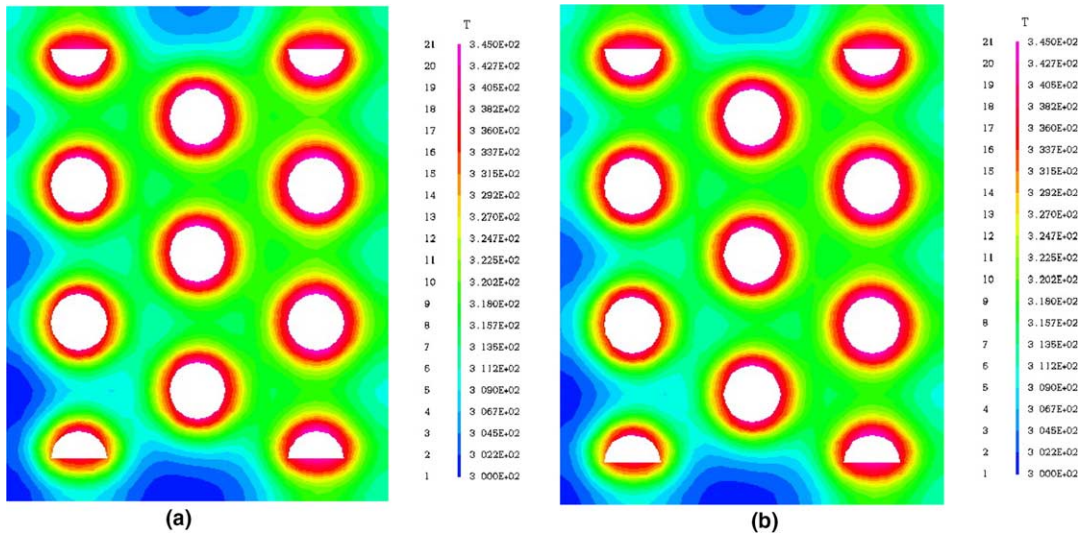 T
21 3.450E+02
20 3.427E+02
19 3 405E+02
18 3 382E+02
17 3 360E+02
16 3 337E+02
15 3 315E+02
14 3 292E+02
13 3.270E+02
12 3.247E+02
11 3.225E+02
10 3.202E+02
9 3.180E+02
8 3.157E+02
7 3 135E+02
6 3 112E+02
5 3 090E+02
4 3 067E+02
3 3 045E+02
2 3 022E+02
1 3 000E+02
(a)
T
21 3.450E+02
20 3.427E+02
19 3 405E+02
18 3 382E+02
17 3 360E+02
16 3 337E+02
15 3 315E+02
14 3 292E+02
13 3.270E+02
12 3.247E+02
11 3.225E+02
10 3.202E+02
9 3.180E+02
8 3.157E+02
7 3 135E+02
6 3 112E+02
5 3 090E+02
4 3 067E+02
3 3 045E+02
2 3 022E+02
1 3 000E+02
(b)